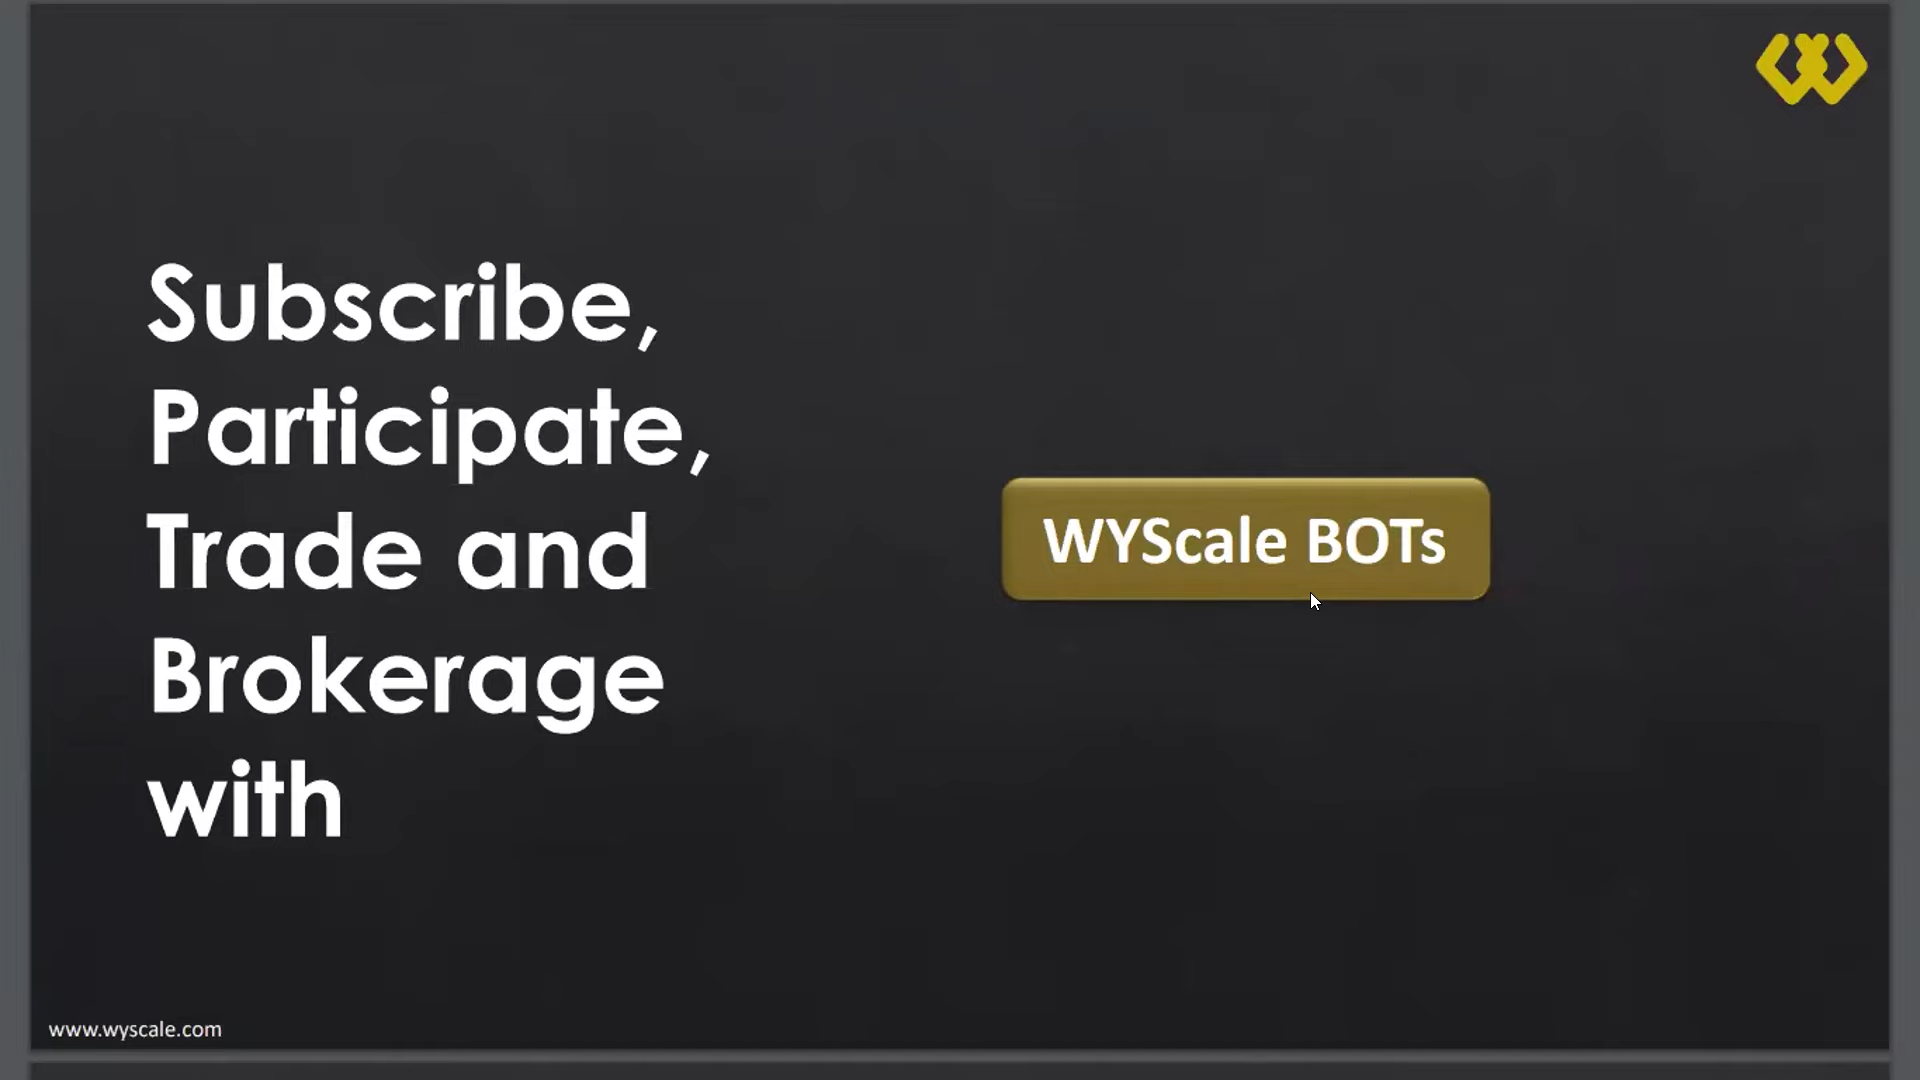 Subscribe,
Participate,
Trade and
Brokerage
with
WYScale BOTs
www.wyscale.com